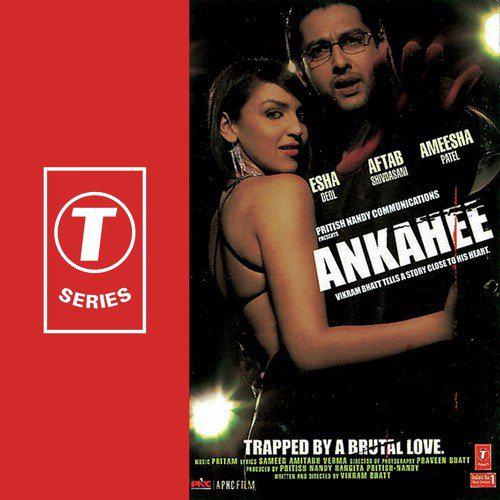 T
SERIES
ESHA
DEOL
AFTAB
SHIVDASANI
AMEESHA
PATEL
PRITISH NANDY COMMUNICATIONS
PRESENTS
ANKAHEE
VIKRAM BHATT TELLS A STORY CLOSE TO HIS HEART.
TRAPPED BY A BRUTAL LOVE.
MUSIC PRITAM LYRICS SAMEER AMITABH VERMA DIRECTOR OF PHOTOGRAPHY PRAVEEN BHATT
PRODUCED BY PRITISH NANDY RANGITA PRITISH-NANDY
WRITTEN AND DIRECTED BY VIKRAM BHATT
PNC APNCFILM
T
SERIES